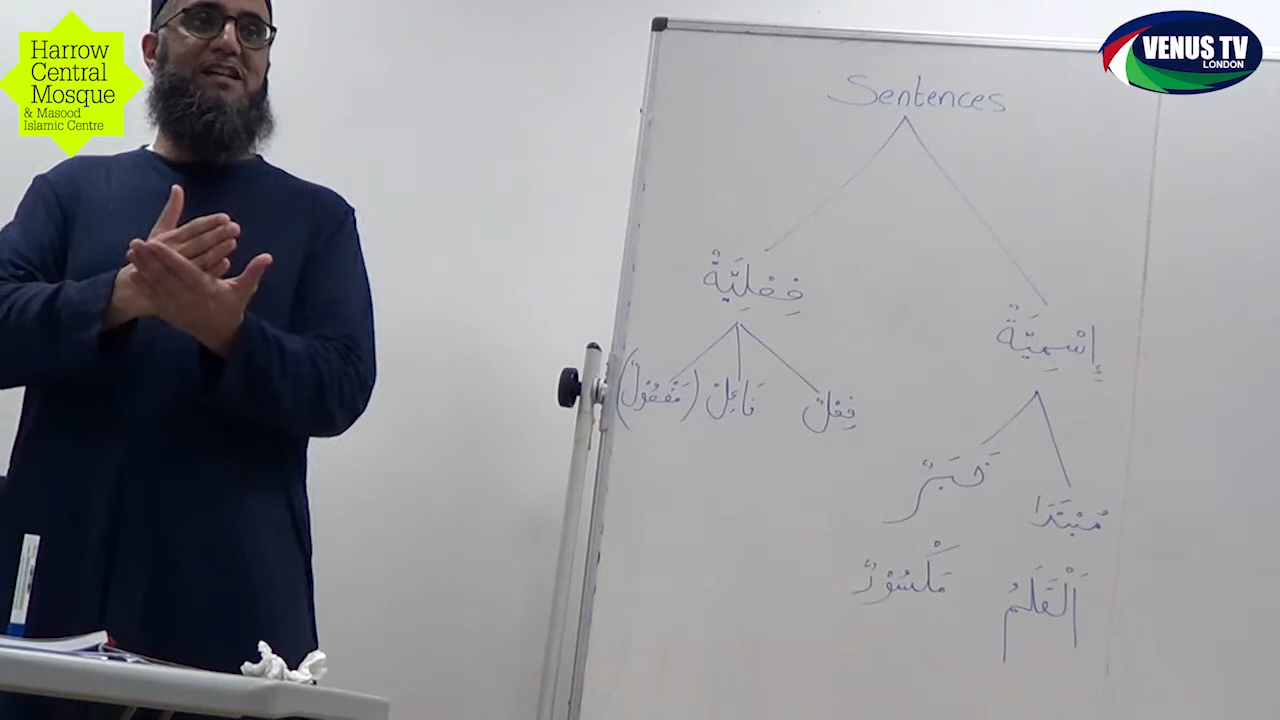 Harrow
Central
Mosque
& Masood
Islamic Centre
VENUS TV
LONDON
Sentences
فِعْلِيَّةٌ
إِسْمِيَّةٌ
فِعْلٌ فَاعِلْ (مَفْعُوْلٌ)
خَبَرٌ
مُبْتَدَا
اَلْقَلَمُ مَكْسُوْرٌ